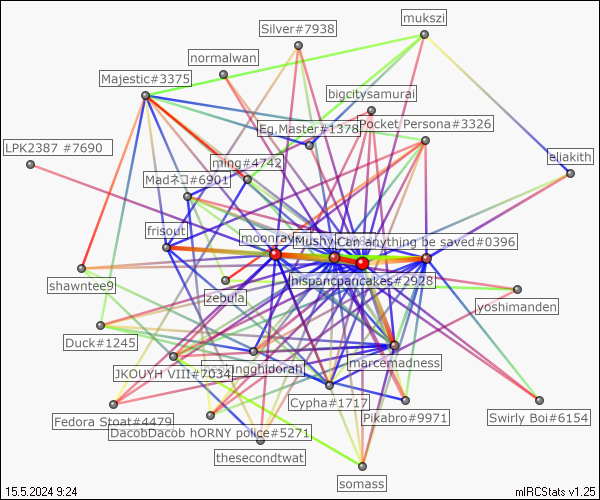 mukszi
Silver#7938
normalwan
Majestic#3375
bigcitysamurai
Eg.Master#1378
Pocket Persona#3326
LPK2387 #7690
ming#4742
eliakith
Madネコ#6901
frisout
moonray
Mushy
Can anything be saved#0396
shawntee9
hispanicpancakes#2928
zebula
yoshimanden
Duck#1245
JKOUYH VIII#7034
ingghidorah
marcemadness
Cypha#1717
Fedora Stoat#4479
Pikabro#9971
Swirly Boi#6154
DacobDacob hORNY police#5271
thesecondtwat
somass
15.5.2024 9:24
mIRCStats v1.25